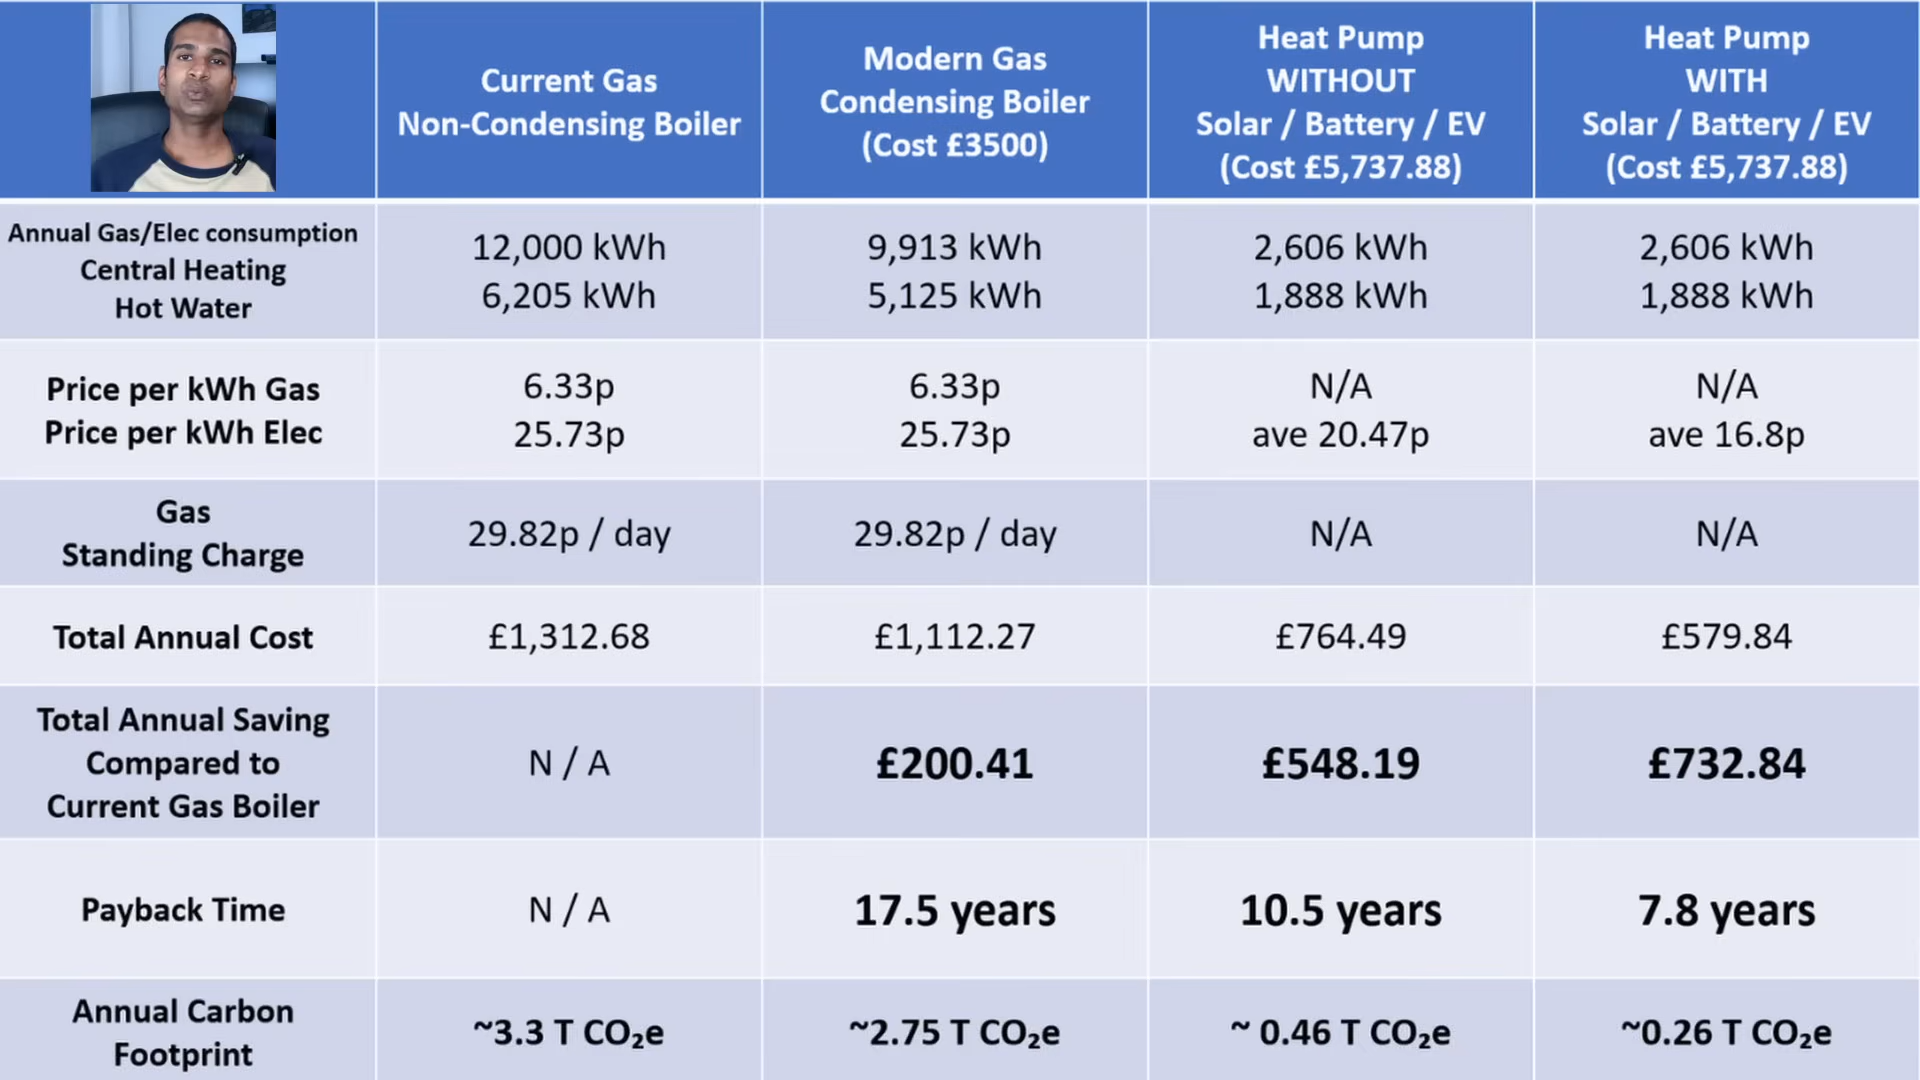 Current Gas
Non-Condensing Boiler
Modern Gas
Condensing Boiler
(Cost £3500)
Heat Pump
WITHOUT
Solar / Battery / EV
(Cost £5,737.88)
Heat Pump
WITH
Solar / Battery / EV
(Cost £5,737.88)
Annual Gas/Elec consumption
Central Heating
Hot Water
12,000 kWh
6,205 kWh
9,913 kWh
5,125 kWh
2,606 kWh
1,888 kWh
2,606 kWh
1,888 kWh
Price per kWh Gas
Price per kWh Elec
6.33p
25.73p
6.33p
25.73p
N/A
ave 20.47p
N/A
ave 16.8p
Gas
Standing Charge
29.82p / day
29.82p / day
N/A
N/A
Total Annual Cost
£1,312.68
£1,112.27
£764.49
£579.84
Total Annual Saving
Compared to
Current Gas Boiler
N / A
£200.41
£548.19
£732.84
Payback Time
N / A
17.5 years
10.5 years
7.8 years
Annual Carbon
Footprint
~3.3 T CO₂e
~2.75 T CO₂e
~ 0.46 T CO₂e
~0.26 T CO₂e